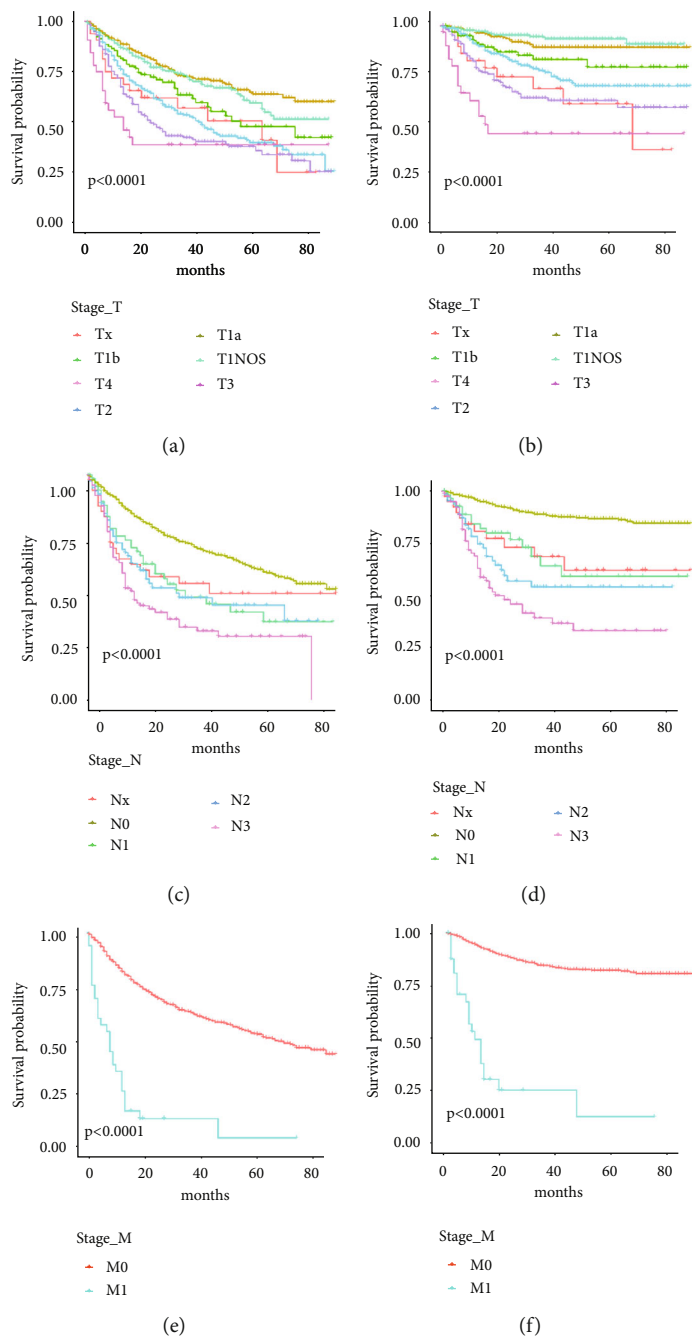 1.00
0.75
0.50
0.25
0.00
Survival probability
p<0.0001
0 20 40 60 80
months
Stage_T
Tx T1a
T1b T1NOS
T4 T3
T2
(a)
1.00
0.75
0.50
0.25
0.00
Survival probability
p<0.0001
0 20 40 60 80
months
Stage_T
Tx T1a
T1b T1NOS
T4 T3
T2
(b)
1.00
0.75
0.50
0.25
0.00
Survival probability
p<0.0001
0 20 40 60 80
months
Stage_N
Nx N2
N0 N3
N1
(c)
1.00
0.75
0.50
0.25
0.00
Survival probability
p<0.0001
0 20 40 60 80
months
Stage_N
Nx N2
N0 N3
N1
(d)
1.00
0.75
0.50
0.25
0.00
Survival probability
p<0.0001
0 20 40 60 80
months
Stage_M
M0
M1
(e)
1.00
0.75
0.50
0.25
0.00
Survival probability
p<0.0001
0 20 40 60 80
months
Stage_M
M0
M1
(f)